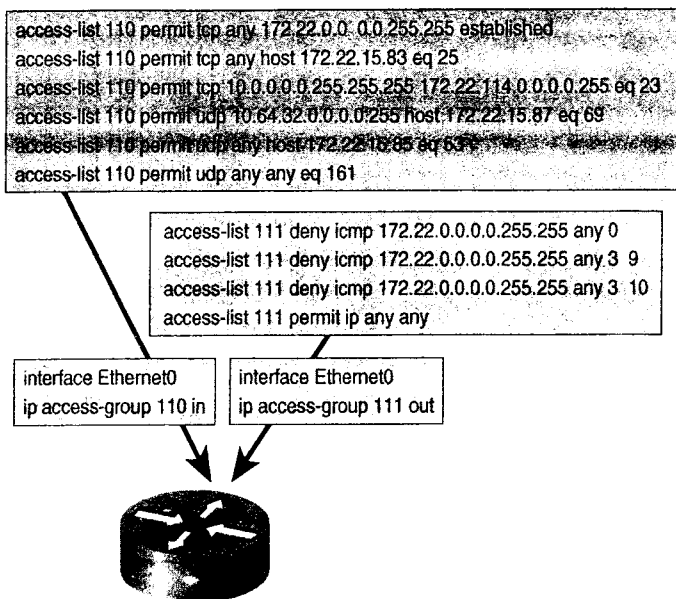 access-list 110 permit tcp any 172.22.0.0 0.0.255.255 established
access-list 110 permit tcp any host 172.22.15.83 eq 25
access-list 110 permit tcp 10.0.0.0.0.255.255.255 172.22.114.0.0.0.0.255 eq 23
access-list 110 permit udp 10.64.32.0.0.0.0.255 host 172.22.15.87 eq 69
access-list 110 permit udp any host eq
access-list 110 permit udp any any eq 161
access-list 111 deny icmp 172.22.0.0.0.0.255.255 any 0
access-list 111 deny icmp 172.22.0.0.0.0.255.255 any 3 9
access-list 111 deny icmp 172.22.0.0.0.0.255.255 any 3 10
access-list 111 permit ip any any
interface Ethernet0
ip access-group 110 in
interface Ethernet0
ip access-group 111 out